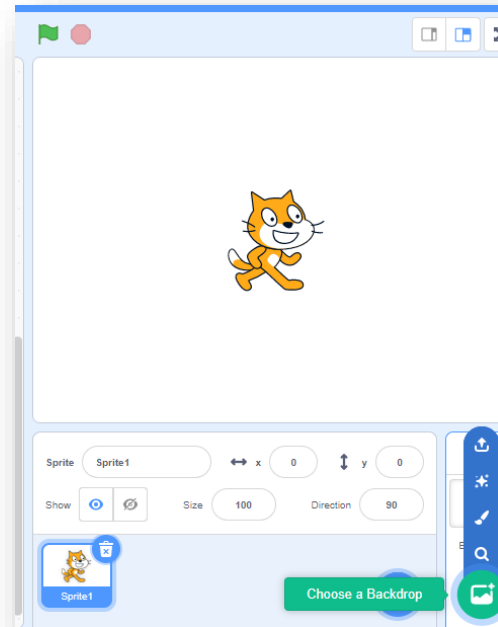 Sprite Sprite1 x 0 y 0
Show Size 100 Direction 90
Sprite1
Choose a Backdrop